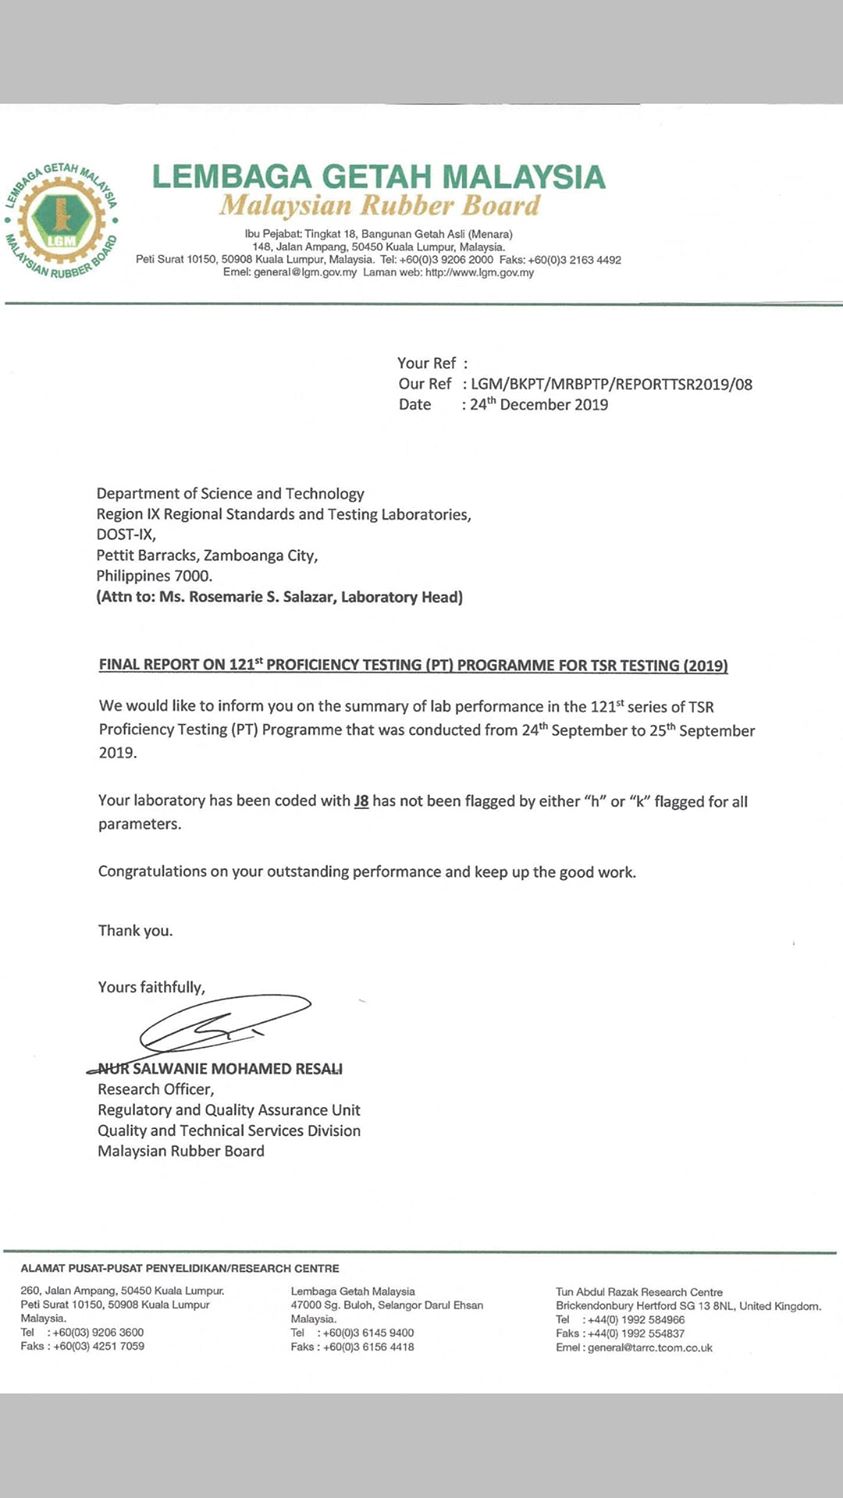 LEMBAGA GETAH MALAYSIA
MALAYSIAN RUBBER BOARD
LGM
LEMBAGA GETAH MALAYSIA
Malaysian Rubber Board
Ibu Pejabat: Tingkat 18, Bangunan Getah Asli (Menara)
148, Jalan Ampang, 50450 Kuala Lumpur, Malaysia.
Peti Surat 10150, 50908 Kuala Lumpur, Malaysia. Tel: +60(0)3 9206 2000 Faks: +60(0)3 2163 4492
Emel: general@lgm.gov.my Laman web: http://www.lgm.gov.my
Your Ref :
Our Ref : LGM/BKPT/MRBPTP/REPORTTSR2019/08
Date : 24th December 2019
Department of Science and Technology
Region IX Regional Standards and Testing Laboratories,
DOST-IX,
Pettit Barracks, Zamboanga City,
Philippines 7000.
(Attn to: Ms. Rosemarie S. Salazar, Laboratory Head)
FINAL REPORT ON 121st PROFICIENCY TESTING (PT) PROGRAMME FOR TSR TESTING (2019)
We would like to inform you on the summary of lab performance in the 121st series of TSR
Proficiency Testing (PT) Programme that was conducted from 24th September to 25th September
2019.
Your laboratory has been coded with J8 has not been flagged by either “h” or “k” flagged for all
parameters.
Congratulations on your outstanding performance and keep up the good work.
Thank you.
Yours faithfully,
NUR SALWANIE MOHAMED RESALI
Research Officer,
Regulatory and Quality Assurance Unit
Quality and Technical Services Division
Malaysian Rubber Board
ALAMAT PUSAT-PUSAT PENYELIDIKAN/RESEARCH CENTRE
260, Jalan Ampang, 50450 Kuala Lumpur.
Peti Surat 10150, 50908 Kuala Lumpur
Malaysia.
Tel : +60(03) 9206 3600
Faks : +60(03) 4251 7059
Lembaga Getah Malaysia
47000 Sg. Buloh, Selangor Darul Ehsan
Malaysia.
Tel : +60(0)3 6145 9400
Faks : +60(0)3 6156 4418
Tun Abdul Razak Research Centre
Brickendonbury Hertford SG 13 8NL, United Kingdom.
Tel : +44(0) 1992 584966
Faks : +44(0) 1992 554837
Emel : general@tarrc.tcom.co.uk